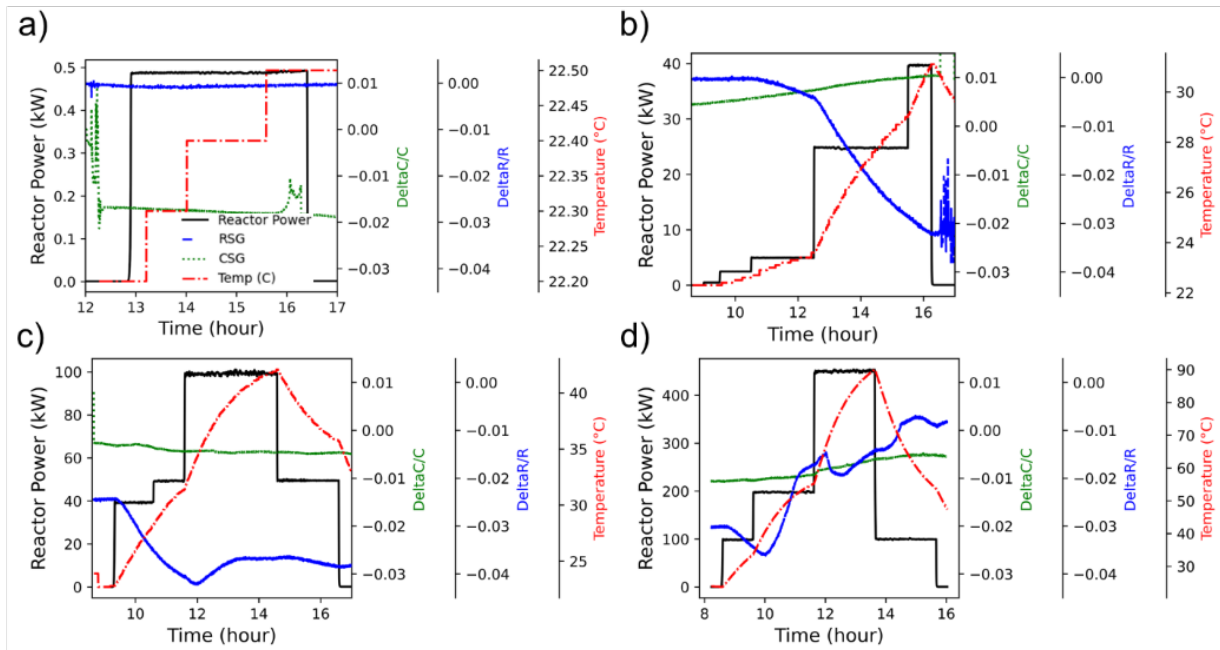 a)
Reactor Power (kW)
0.5
0.4
0.3
0.2
0.1
0.0
12 13 14 15 16 17
Time (hour)
Reactor Power
RSG
CSG
Temp (C)
0.01
0.00
−0.01
−0.02
−0.03
DeltaC/C
0.00
−0.01
−0.02
−0.03
−0.04
DeltaR/R
22.50
22.45
22.40
22.35
22.30
22.25
22.20
Temperature (°C)
b)
Reactor Power (kW)
40
30
20
10
0
10 12 14 16
Time (hour)
0.01
0.00
−0.01
−0.02
−0.03
DeltaC/C
0.00
−0.01
−0.02
−0.03
−0.04
DeltaR/R
30
28
26
24
22
Temperature (°C)
c)
Reactor Power (kW)
100
80
60
40
20
0
10 12 14 16
Time (hour)
0.01
0.00
−0.01
−0.02
−0.03
DeltaC/C
0.00
−0.01
−0.02
−0.03
−0.04
DeltaR/R
40
35
30
25
Temperature (°C)
d)
Reactor Power (kW)
400
300
200
100
0
8 10 12 14 16
Time (hour)
0.01
0.00
−0.01
−0.02
−0.03
DeltaC/C
0.00
−0.01
−0.02
−0.03
−0.04
DeltaR/R
90
80
70
60
50
40
30
Temperature (°C)